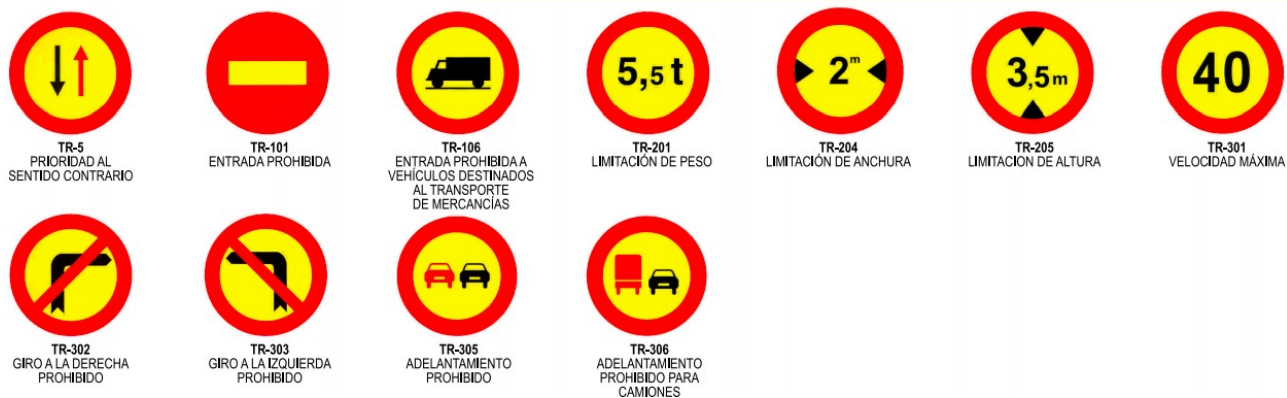 5,5 t
2 m
3,5 m
40
TR-5
PRIORIDAD AL
SENTIDO CONTRARIO
TR-101
ENTRADA PROHIBIDA
TR-106
ENTRADA PROHIBIDA A
VEHÍCULOS DESTINADOS
AL TRANSPORTE
DE MERCANCÍAS
TR-201
LIMITACIÓN DE PESO
TR-204
LIMITACIÓN DE ANCHURA
TR-205
LIMITACION DE ALTURA
TR-301
VELOCIDAD MÁXIMA
TR-302
GIRO A LA DERECHA
PROHIBIDO
TR-303
GIRO A LA IZQUIERDA
PROHIBIDO
TR-305
ADELANTAMIENTO
PROHIBIDO
TR-306
ADELANTAMIENTO
PROHIBIDO PARA
CAMIONES